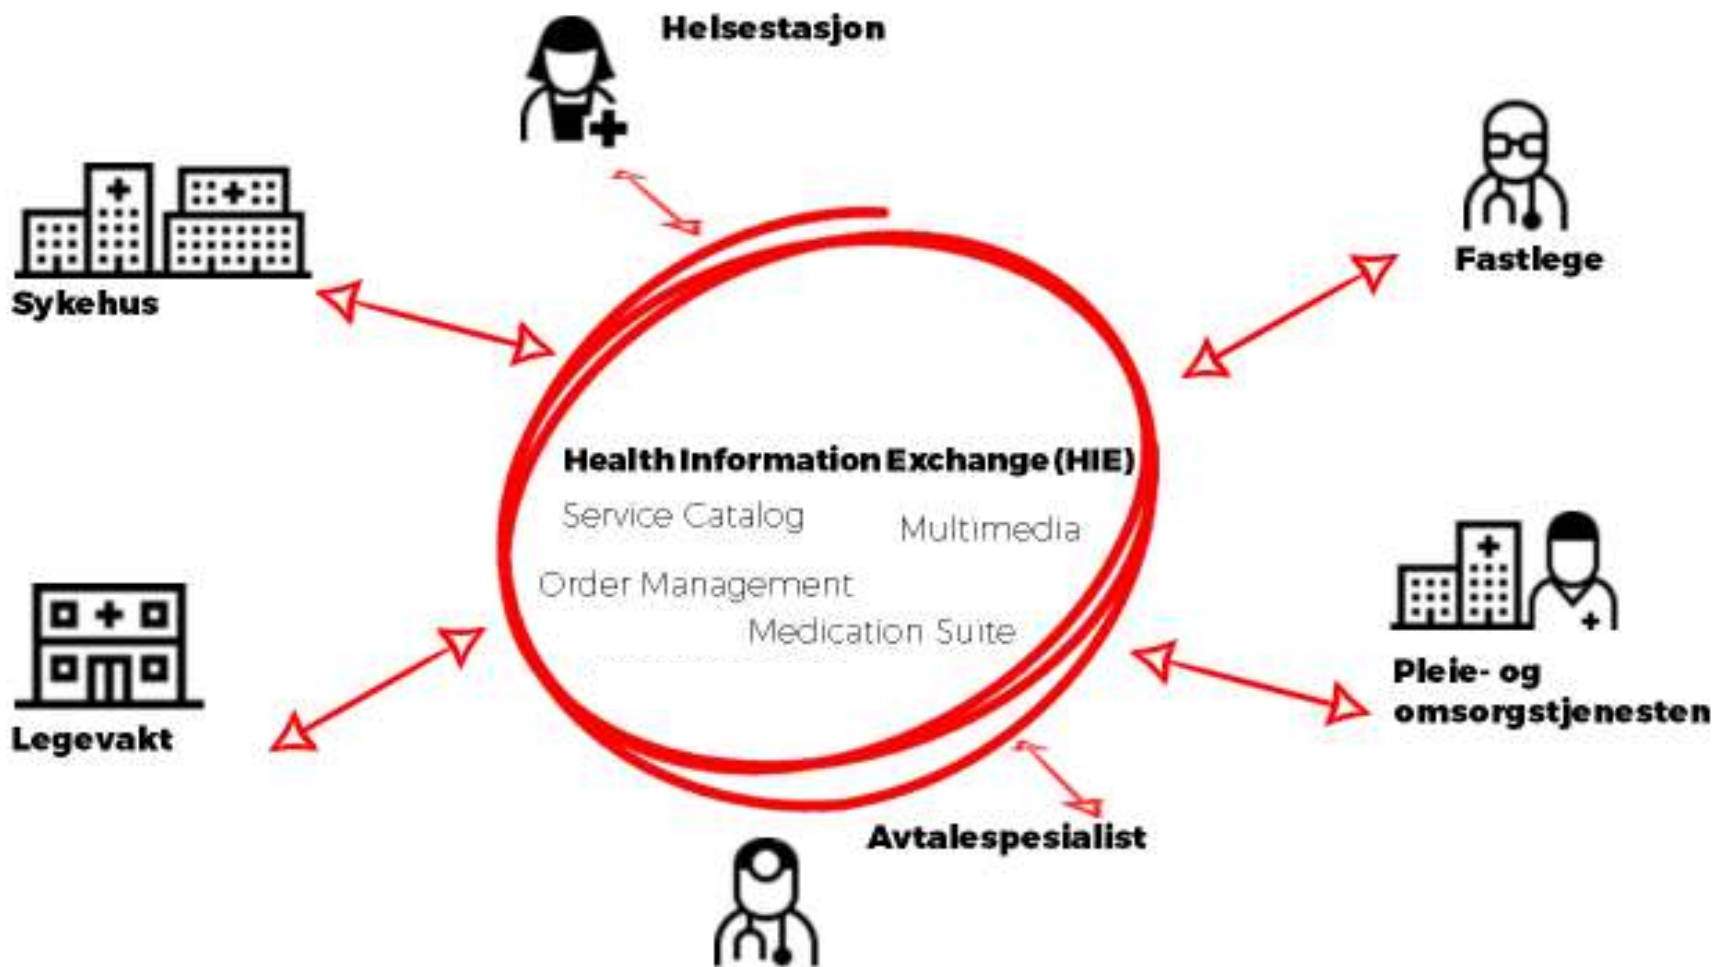 Helsestasjon
Fastlege
Sykehus
Health Information Exchange (HIE)
Service Catalog
Multimedia
Order Management
Medication Suite
Pleie- og
omsorgstjenesten
Legevakt
Avtalespesialist